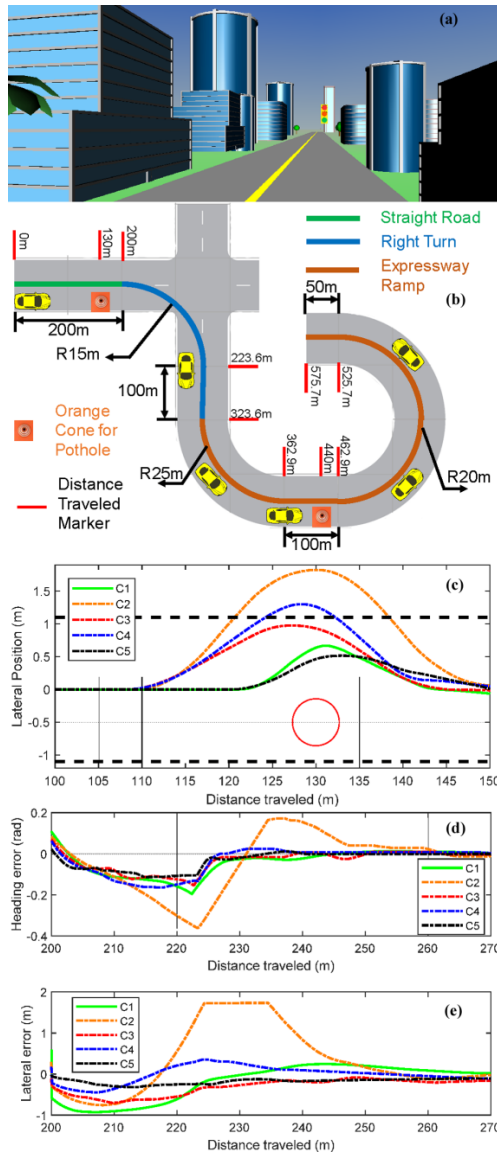 (a)
0m
130m
200m
Straight Road
Right Turn
Expressway
Ramp
50m
(b)
200m
R15m
100m
223.6m
323.6m
575.7m
525.7m
Orange
Cone for
Pothole
R25m
362.9m
440m
462.9m
R20m
Distance
Traveled
Marker
100m
(c)
C1
C2
C3
C4
C5
Lateral Position (m)
1.5
1
0.5
0
-0.5
-1
100 105 110 115 120 125 130 135 140 145 150
Distance traveled (m)
(d)
Heading error (rad)
0.2
0
-0.2
-0.4
C1
C2
C3
C4
C5
200 210 220 230 240 250 260 270
Distance traveled (m)
(e)
C1
C2
C3
C4
C5
Lateral error (m)
2
1
0
-1
200 210 220 230 240 250 260 270
Distance traveled (m)